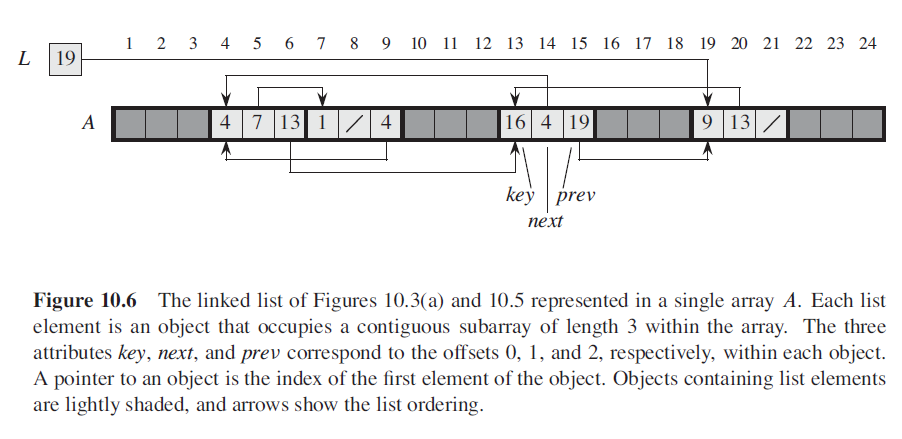 1 2 3 4 5 6 7 8 9 10 11 12 13 14 15 16 17 18 19 20 21 22 23 24
L 19
A 4 7 13 1 / 4 16 4 19 9 13 /
key prev
next
Figure 10.6 The linked list of Figures 10.3(a) and 10.5 represented in a single array A. Each list
element is an object that occupies a contiguous subarray of length 3 within the array. The three
attributes key, next, and prev correspond to the offsets 0, 1, and 2, respectively, within each object.
A pointer to an object is the index of the first element of the object. Objects containing list elements
are lightly shaded, and arrows show the list ordering.